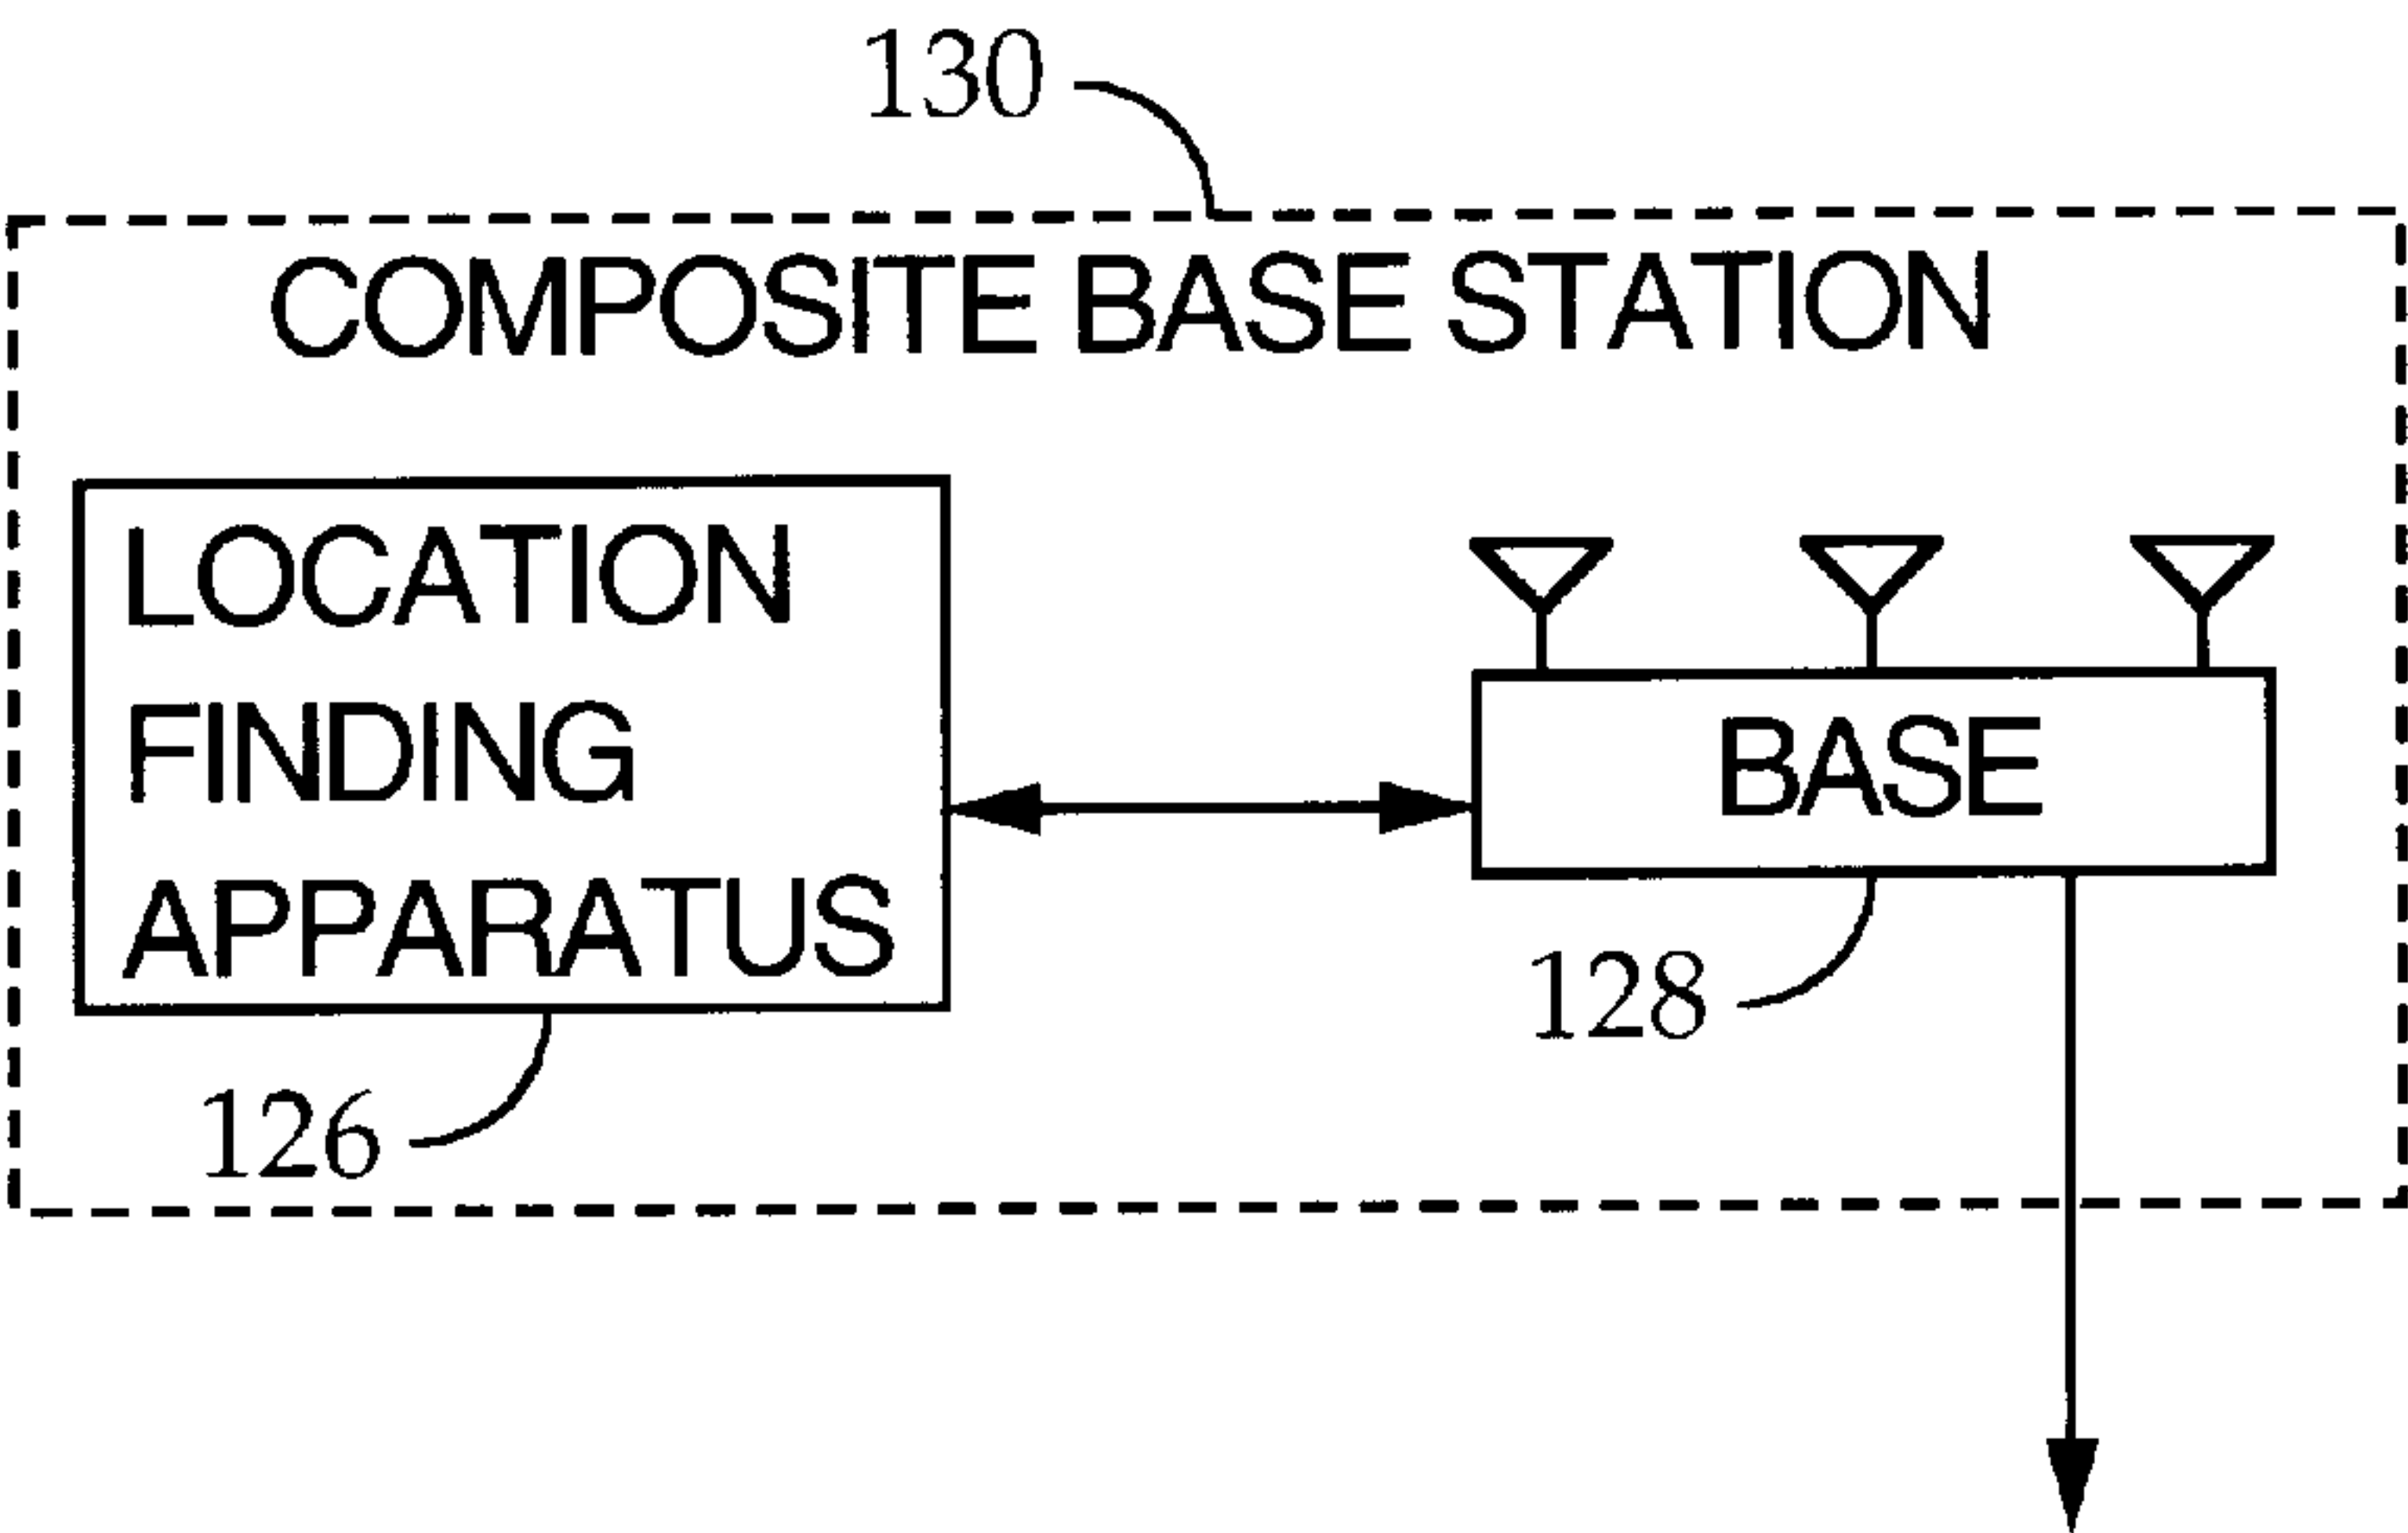 130
COMPOSITE BASE STATION
LOCATION
FINDING
APPARATUS
BASE
128
126